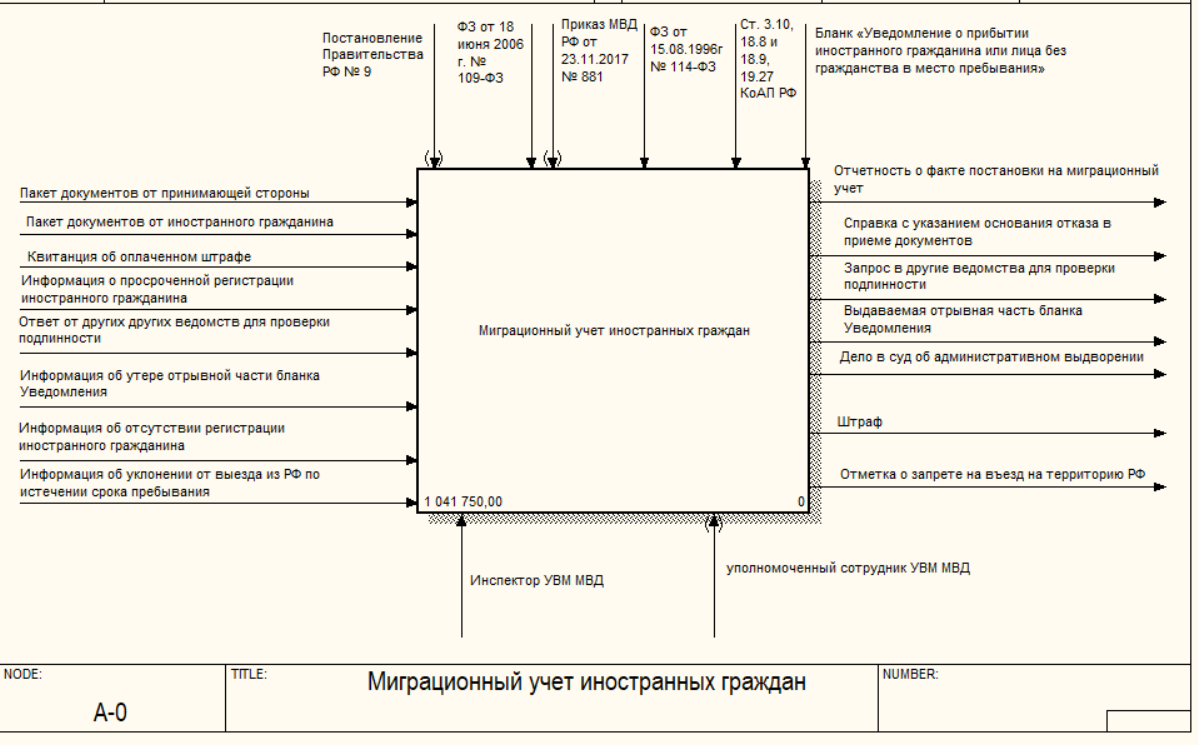 Постановление
Правительства
РФ № 9
ФЗ от 18
июня 2006
г. №
109-ФЗ
Приказ МВД
РФ от
23.11.2017
№ 881
ФЗ от
15.08.1996г
№ 114-ФЗ
Ст. 3.10,
18.8 и
18.9,
19.27
КоАП РФ
Бланк «Уведомление о прибытии
иностранного гражданина или лица без
гражданства в место пребывания»
Пакет документов от принимающей стороны
Пакет документов от иностранного гражданина
Квитанция об оплаченном штрафе
Информация о просроченной регистрации
иностранного гражданина
Ответ от других других ведомств для проверки
подлинности
Информация об утере отрывной части бланка
Уведомления
Информация об отсутствии регистрации
иностранного гражданина
Информация об уклонении от выезда из РФ по
истечении срока пребывания
Миграционный учет иностранных граждан
1 041 750,00
0
Отчетность о факте постановки на миграционный
учет
Справка с указанием основания отказа в
приеме документов
Запрос в другие ведомства для проверки
подлинности
Выдаваемая отрывная часть бланка
Уведомления
Дело в суд об административном выдворении
Штраф
Отметка о запрете на въезд на территорию РФ
Инспектор УВМ МВД
уполномоченный сотрудник УВМ МВД
NODE:
A-0
TITLE:
Миграционный учет иностранных граждан
NUMBER: